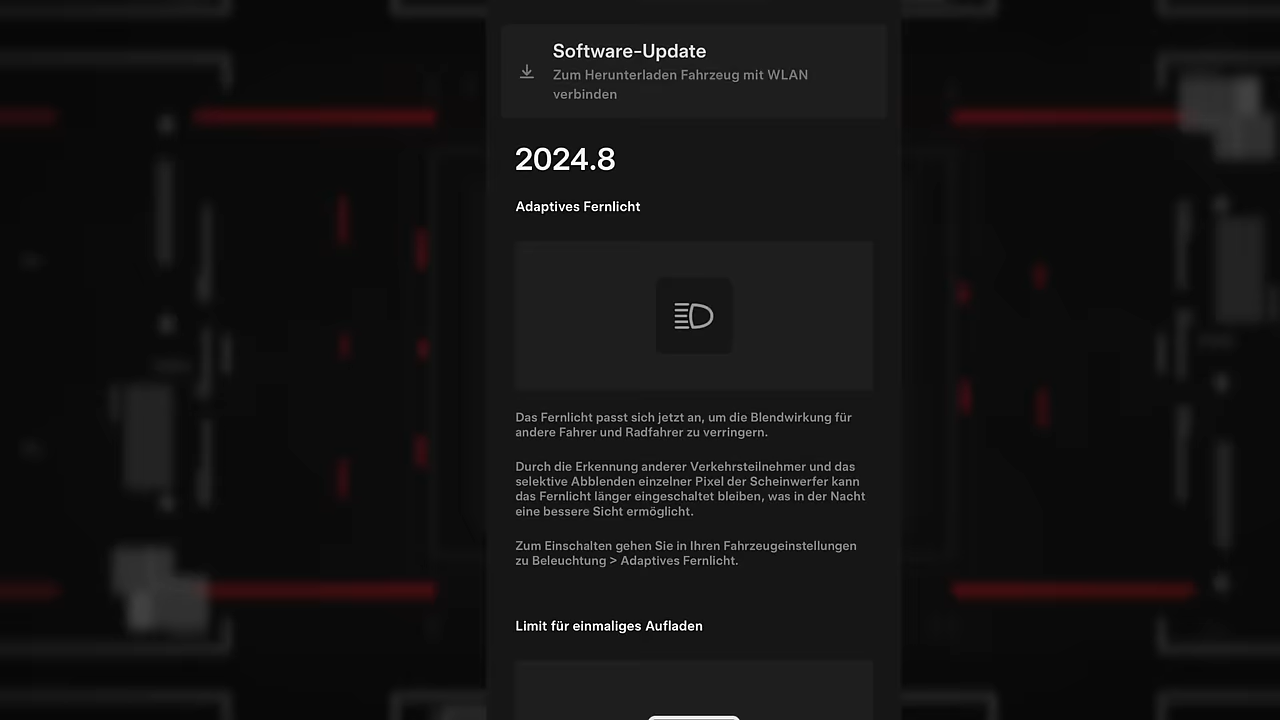 Software-Update
Zum Herunterladen Fahrzeug mit WLAN
verbinden
2024.8
Adaptives Fernlicht
Das Fernlicht passt sich jetzt an, um die Blendwirkung für
andere Fahrer und Radfahrer zu verringern.
Durch die Erkennung anderer Verkehrsteilnehmer und das
selektive Abblenden einzelner Pixel der Scheinwerfer kann
das Fernlicht länger eingeschaltet bleiben, was in der Nacht
eine bessere Sicht ermöglicht.
Zum Einschalten gehen Sie in Ihren Fahrzeugeinstellungen
zu Beleuchtung > Adaptives Fernlicht.
Limit für einmaliges Aufladen